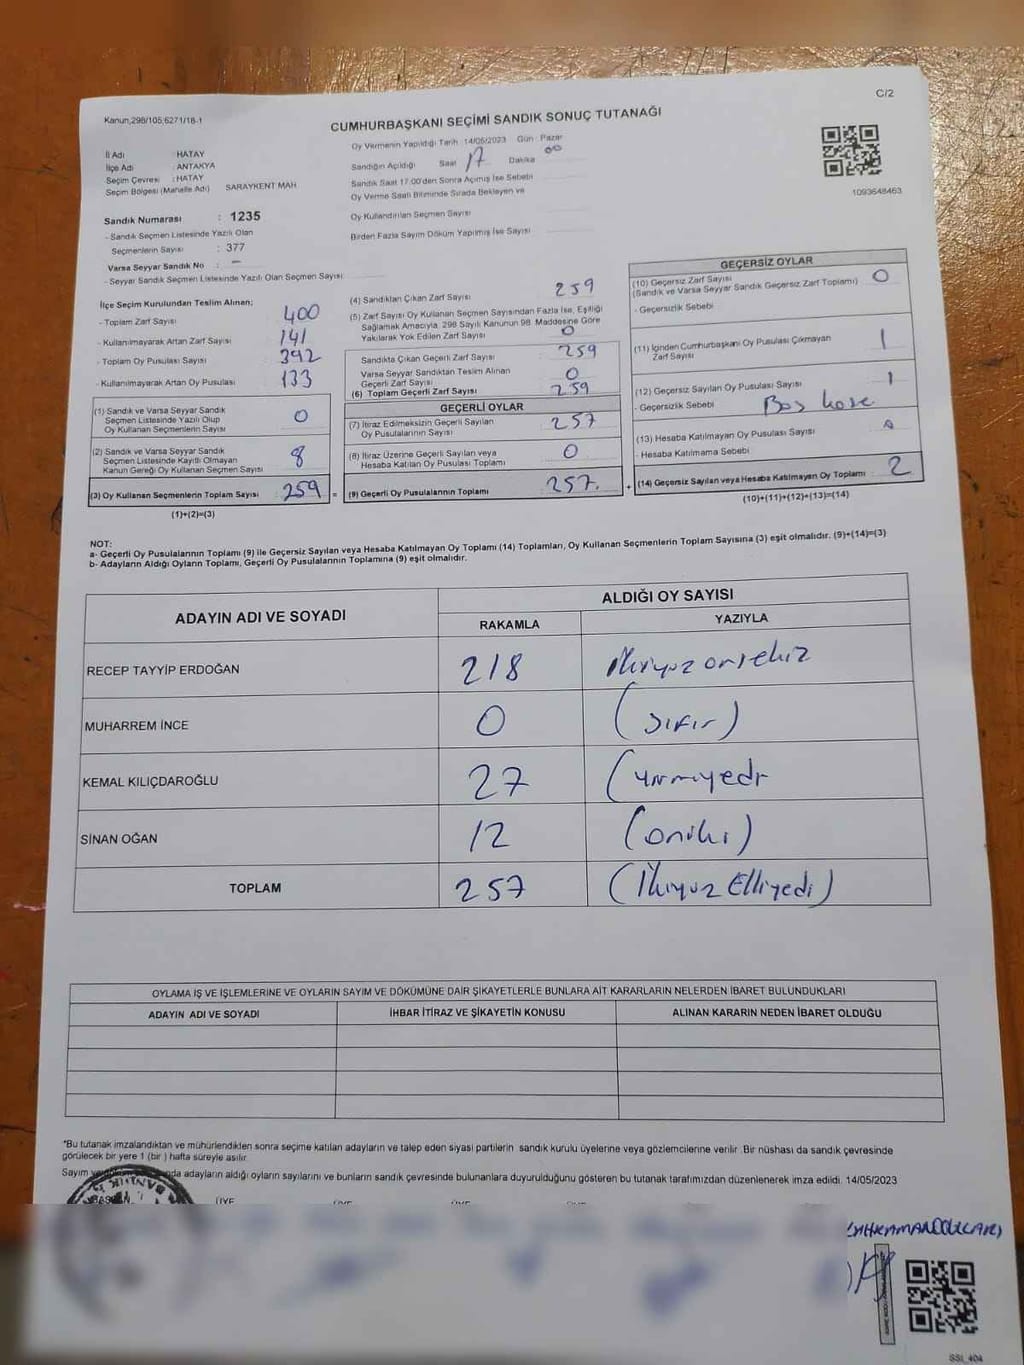 C/2
Kanun,298/105;6271/18-1
CUMHURBAŞKANI SEÇİMİ SANDIK SONUÇ TUTANAĞI
Oy Vermenin Yapıldığı Tarih 14/05/2023 Gün : Pazar
İl Adı : HATAY
İlçe Adı : ANTAKYA
Seçim Çevresi : HATAY
Seçim Bölgesi (Mahalle Adı) SARAYKENT MAH
Sandığın Açıldığı Saat 17 Dakika 00
Sandık Saat 17:00'den Sonra Açılmış İse Sebebi
Oy Verme Saati Bitiminde Sırada Bekleyen ve
Oy Kullandırılan Seçmen Sayısı
Birden Fazla Sayım Döküm Yapılmış İse Sayısı
1093648463
Sandık Numarası : 1235
- Sandık Seçmen Listesinde Yazılı Olan
Seçmenlerin Sayısı : 377
Varsa Seyyar Sandık No : —
- Seyyar Sandık Seçmen Listesinde Yazılı Olan Seçmen Sayısı:
İlçe Seçim Kurulundan Teslim Alınan;
- Toplam Zarf Sayısı 400
- Kullanılmayarak Artan Zarf Sayısı 141
- Toplam Oy Pusulası Sayısı 392
- Kullanılmayarak Artan Oy Pusulası 133
(1) Sandık ve Varsa Seyyar Sandık
Seçmen Listesinde Yazılı Olup
Oy Kullanan Seçmenlerin Sayısı 0
(2) Sandık ve Varsa Seyyar Sandık
Seçmen Listesinde Kayıtlı Olmayan
Kanun Gereği Oy Kullanan Seçmen Sayısı 8
(3) Oy Kullanan Seçmenlerin Toplam Sayısı 259
(1)+(2)=(3)
(4) Sandıktan Çıkan Zarf Sayısı 259
(5) Zarf Sayısı Oy Kullanan Seçmen Sayısından Fazla İse, Eşitliği
Sağlamak Amacıyla, 298 Sayılı Kanunun 98. Maddesine Göre
Yakılarak Yok Edilen Zarf Sayısı 0
Sandıkta Çıkan Geçerli Zarf Sayısı 259
Varsa Seyyar Sandıktan Teslim Alınan
Geçerli Zarf Sayısı 0
(6) Toplam Geçerli Zarf Sayısı 259
GEÇERLİ OYLAR
(7) İtiraz Edilmeksizin Geçerli Sayılan
Oy Pusulalarının Sayısı 257
(8) İtiraz Üzerine Geçerli Sayılan veya
Hesaba Katılan Oy Pusulası Toplamı 0
= (9) Geçerli Oy Pusulalarının Toplamı 257.
GEÇERSİZ OYLAR
(10) Geçersiz Zarf Sayısı
(Sandık ve Varsa Seyyar Sandık Geçersiz Zarf Toplamı) 0
- Geçersizlik Sebebi
(11) İçinden Cumhurbaşkanı Oy Pusulası Çıkmayan
Zarf Sayısı 1
(12) Geçersiz Sayılan Oy Pusulası Sayısı 1
- Geçersizlik Sebebi Boş
(13) Hesaba Katılmayan Oy Pusulası Sayısı
- Hesaba Katılmama Sebebi
+ (14) Geçersiz Sayılan veya Hesaba Katılmayan Oy Toplamı 2
(10)+(11)+(12)+(13)=(14)
NOT:
a- Geçerli Oy Pusulalarının Toplamı (9) ile Geçersiz Sayılan veya Hesaba Katılmayan Oy Toplamı (14) Toplamları, Oy Kullanan Seçmenlerin Toplam Sayısına (3) eşit olmalıdır. (9)+(14)=(3)
b- Adayların Aldığı Oyların Toplamı, Geçerli Oy Pusulalarının Toplamına (9) eşit olmalıdır.
ADAYIN ADI VE SOYADI
ALDIĞI OY SAYISI
RAKAMLA YAZIYLA
RECEP TAYYİP ERDOĞAN 218 ikiyüz onsekiz
MUHARREM İNCE 0 (sıfır)
KEMAL KILIÇDAROĞLU 27 (yirmiyedi
SİNAN OĞAN 12 (oniki)
TOPLAM 257 (İkiyüz Elliyedi)
OYLAMA İŞ VE İŞLEMLERİNE VE OYLARIN SAYIM VE DÖKÜMÜNE DAİR ŞİKAYETLERLE BUNLARA AİT KARARLARIN NELERDEN İBARET BULUNDUKLARI
ADAYIN ADI VE SOYADI İHBAR İTİRAZ VE ŞİKAYETİN KONUSU ALINAN KARARIN NEDEN İBARET OLDUĞU
*Bu tutanak imzalandıktan ve mühürlendikten sonra seçime katılan adayların ve talep eden siyasi partilerin sandık kurulu üyelerine veya gözlemcilerine verilir. Bir nüshası da sandık çevresinde
görülecek bir yere 1 (bir) hafta süreyle asılır.
Sayım adayların aldığı oyların sayılarını ve bunların sandık çevresinde bulunanlara duyurulduğunu gösteren bu tutanak tarafımızdan düzenlenerek imza edildi. 14/05/2023
BAŞKAN ÜYE ÜYE ÜYE ÜYE
SSI_404